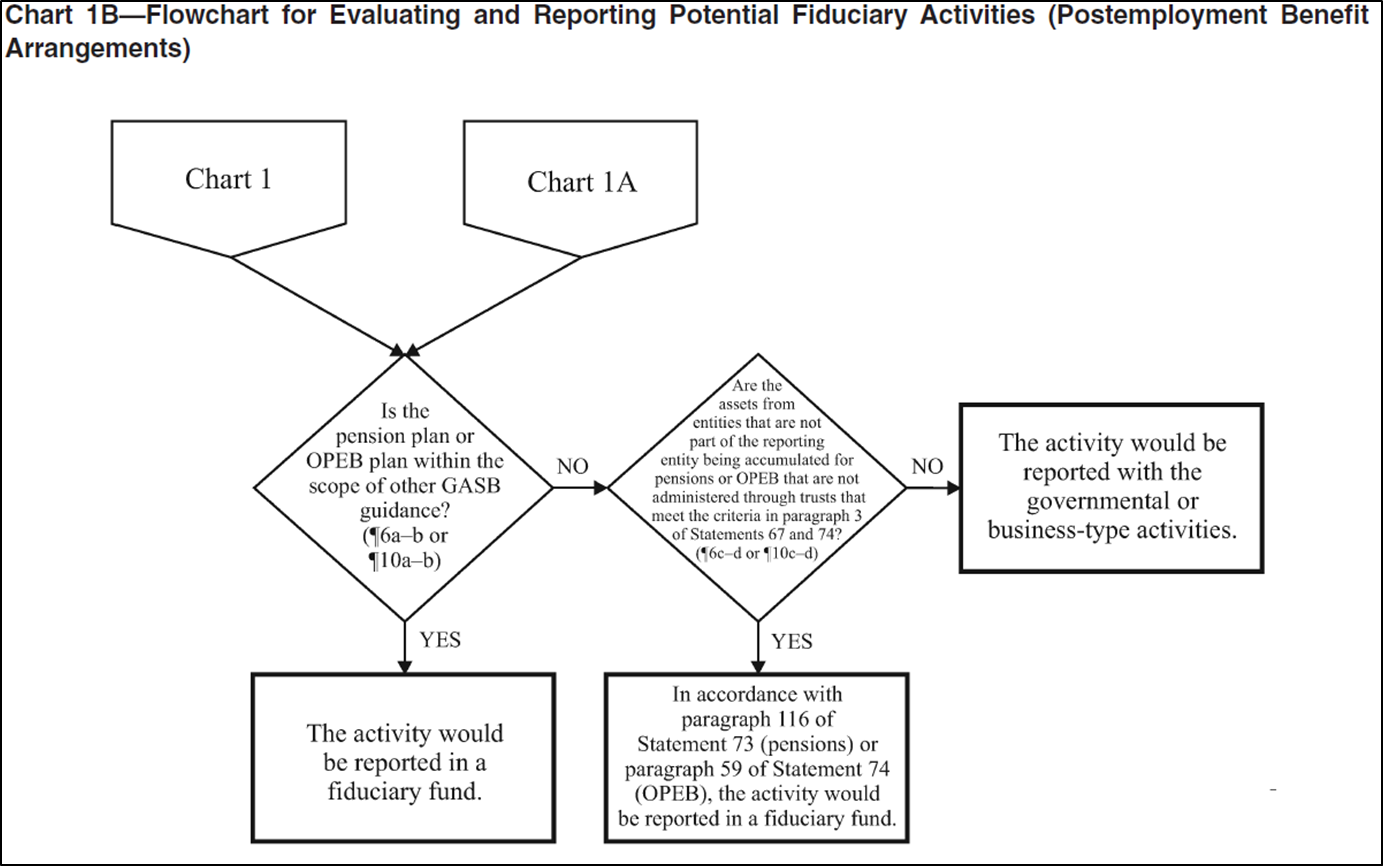 Chart 1B—Flowchart for Evaluating and Reporting Potential Fiduciary Activities (Postemployment Benefit
Arrangements)
Chart 1
Chart 1A
Is the
pension plan or
OPEB plan within the
scope of other GASB
guidance?
(¶6a–b or
¶10a–b)
NO
Are the
assets from
entities that are not
part of the reporting
entity being accumulated for
pensions or OPEB that are not
administered through trusts that
meet the criteria in paragraph 3
of Statements 67 and 74?
(¶6c–d or ¶10c–d)
NO
The activity would be
reported with the
governmental or
business-type activities.
YES
YES
The activity would
be reported in a
fiduciary fund.
In accordance with
paragraph 116 of
Statement 73 (pensions) or
paragraph 59 of Statement 74
(OPEB), the activity would
be reported in a fiduciary fund.